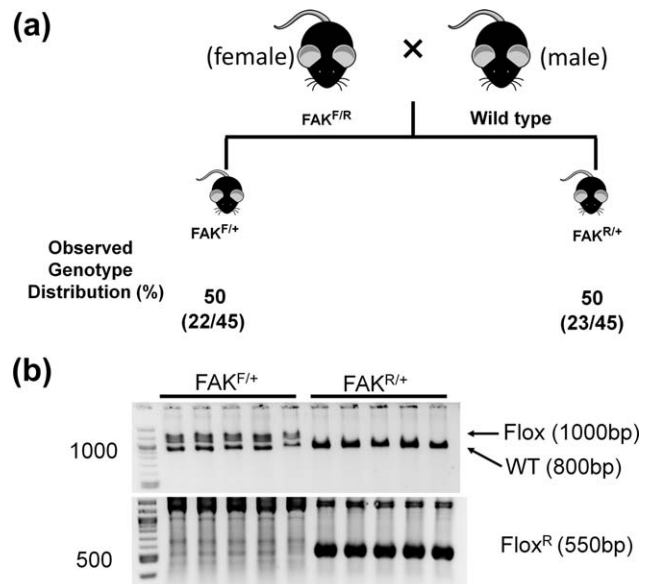 (a)
(female) × (male)
FAK^F/R Wild type
FAK^F/+ FAK^R/+
Observed
Genotype
Distribution (%)
50 50
(22/45) (23/45)
(b)
FAK^F/+ FAK^R/+
Flox (1000bp)
1000
WT (800bp)
Flox^R (550bp)
500